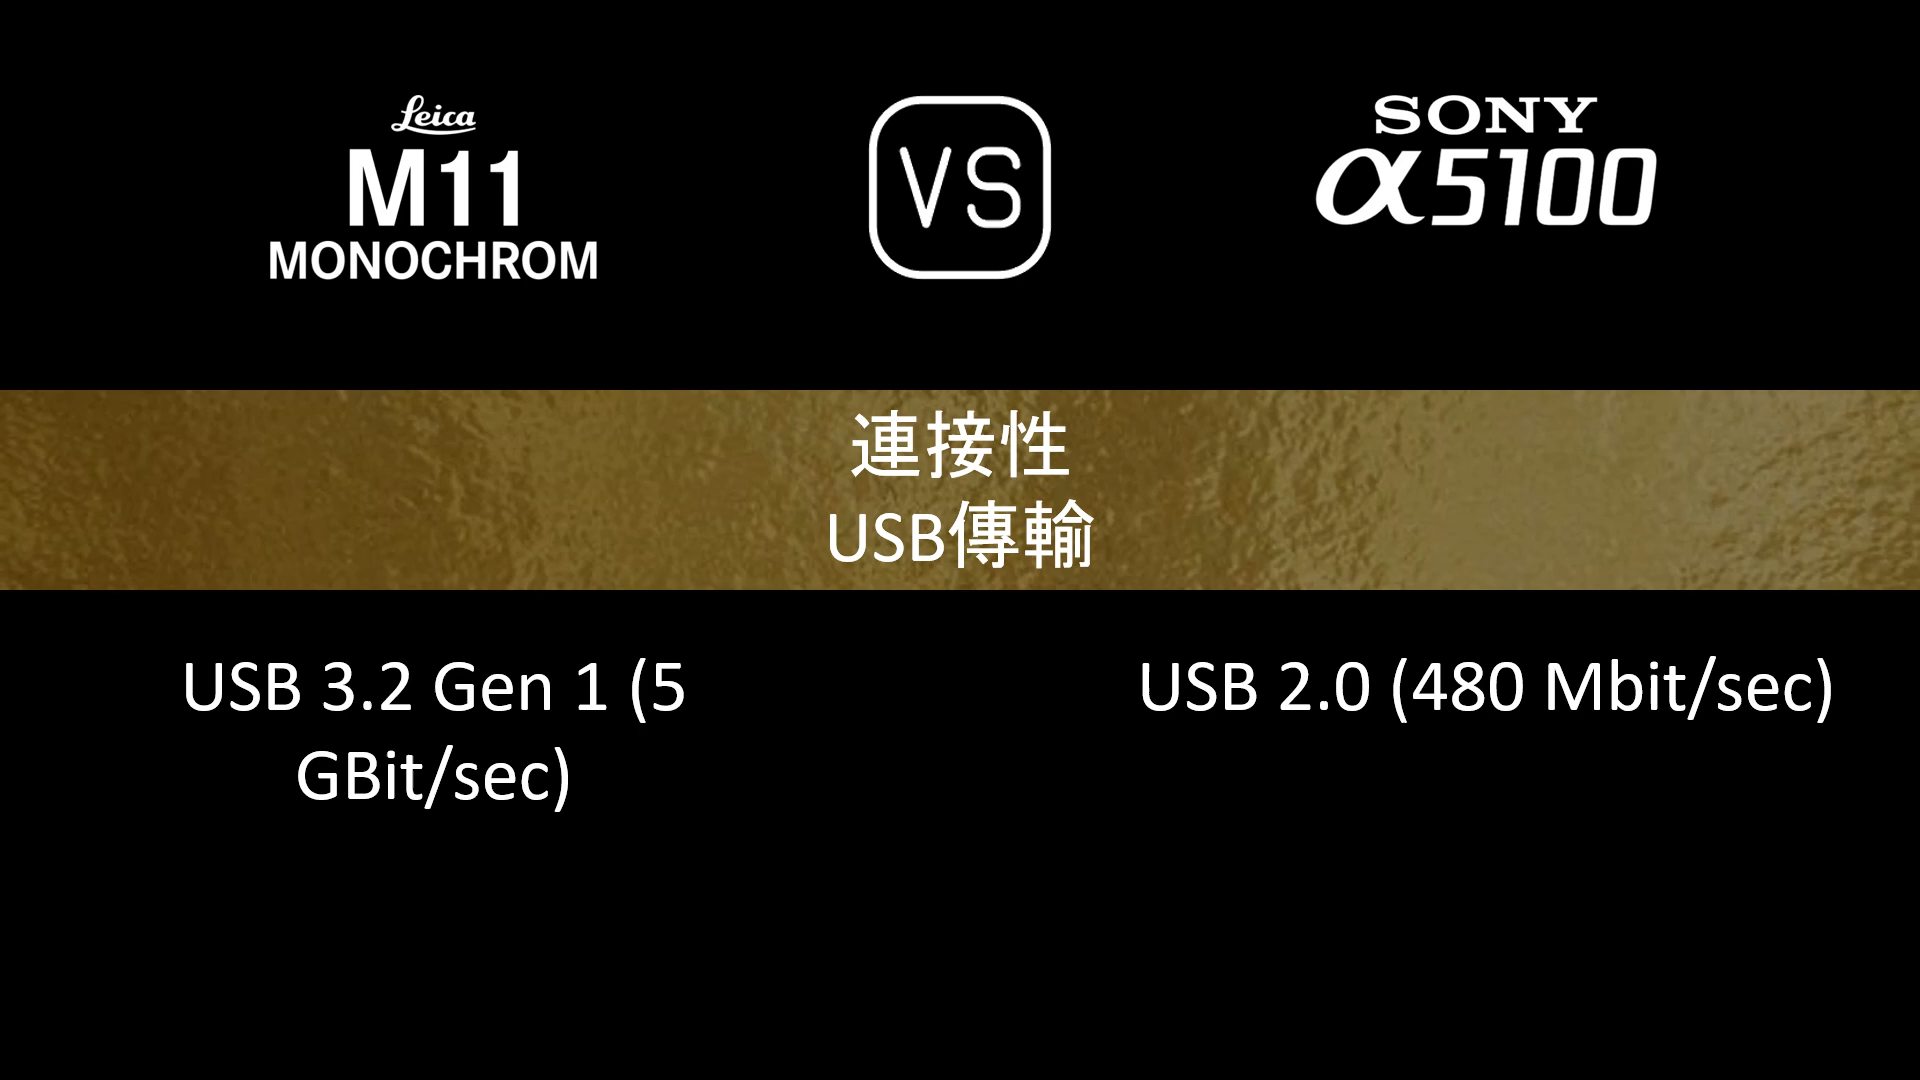 Leica
M11
MONOCHROM
VS
SONY
α5100
連接性
USB傳輸
USB 3.2 Gen 1 (5
GBit/sec)
USB 2.0 (480 Mbit/sec)